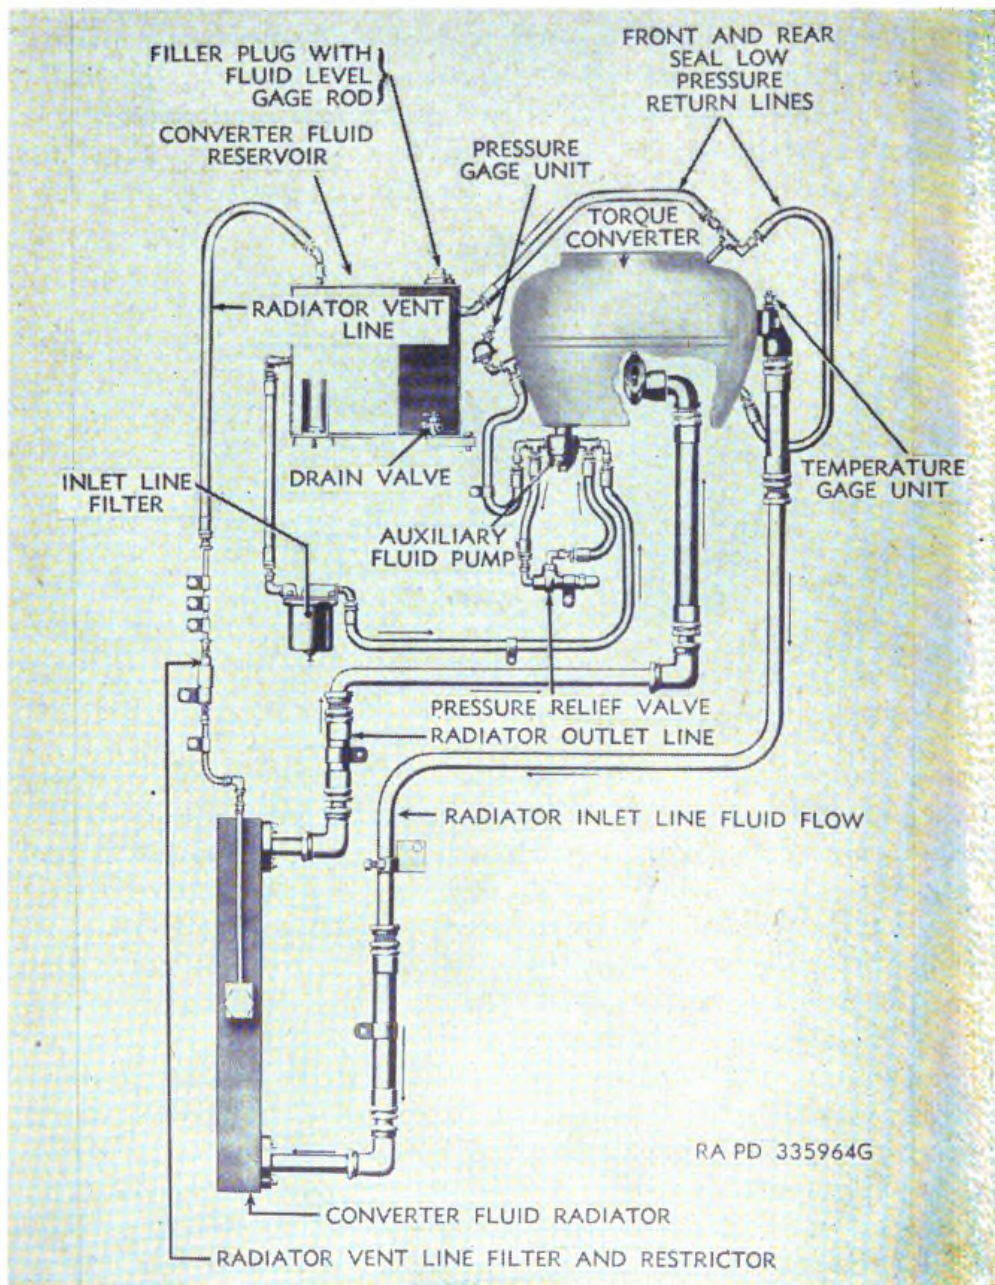 FILLER PLUG WITH
FLUID LEVEL
GAGE ROD
CONVERTER FLUID
RESERVOIR
PRESSURE
GAGE UNIT
FRONT AND REAR
SEAL LOW
PRESSURE
RETURN LINES
TORQUE
CONVERTER
RADIATOR VENT
LINE
INLET LINE
FILTER
DRAIN VALVE
AUXILIARY
FLUID PUMP
TEMPERATURE
GAGE UNIT
PRESSURE RELIEF VALVE
RADIATOR OUTLET LINE
RADIATOR INLET LINE FLUID FLOW
RA PD 335964G
CONVERTER FLUID RADIATOR
RADIATOR VENT LINE FILTER AND RESTRICTOR